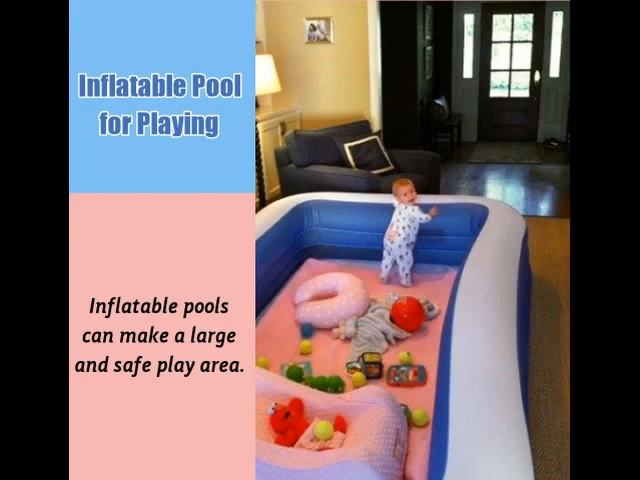 Inflatable Pool
for Playing
Inflatable pools
can make a large
and safe play area.